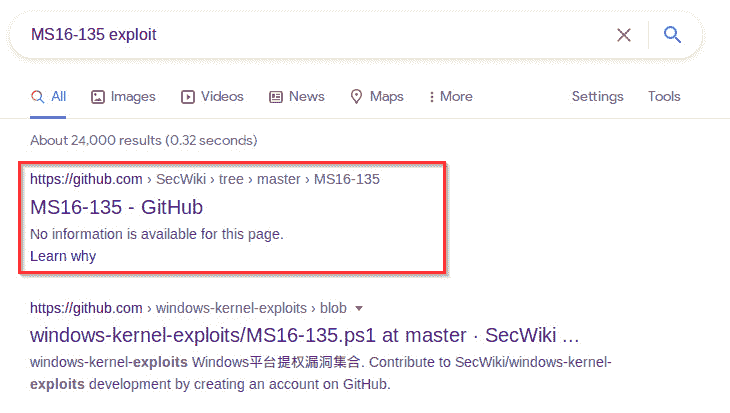 MS16-135 exploit
All Images Videos News Maps More Settings Tools
About 24,000 results (0.32 seconds)
https://github.com › SecWiki › tree › master › MS16-135
MS16-135 - GitHub
No information is available for this page.
Learn why
https://github.com › windows-kernel-exploits › blob
windows-kernel-exploits/MS16-135.ps1 at master · SecWiki ...
windows-kernel-exploits Windows平台提权漏洞集合. Contribute to SecWiki/windows-kernel-
exploits development by creating an account on GitHub.